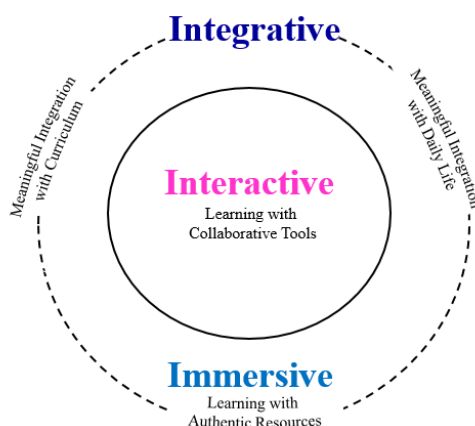 Integrative
Meaningful Integration
with Curriculum
Meaningful Integration
with Daily Life
Interactive
Learning with
Collaborative Tools
Immersive
Learning with
Authentic Resources